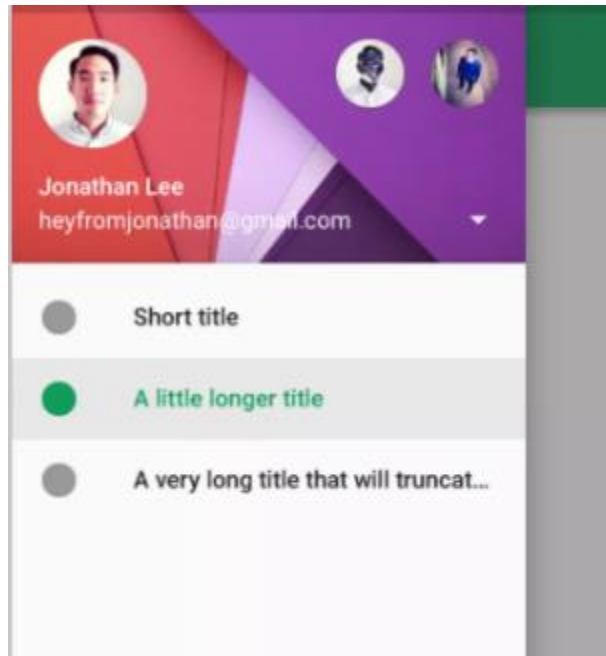 Jonathan Lee
heyfromjonathan@gmail.com
Short title
A little longer title
A very long title that will truncat...